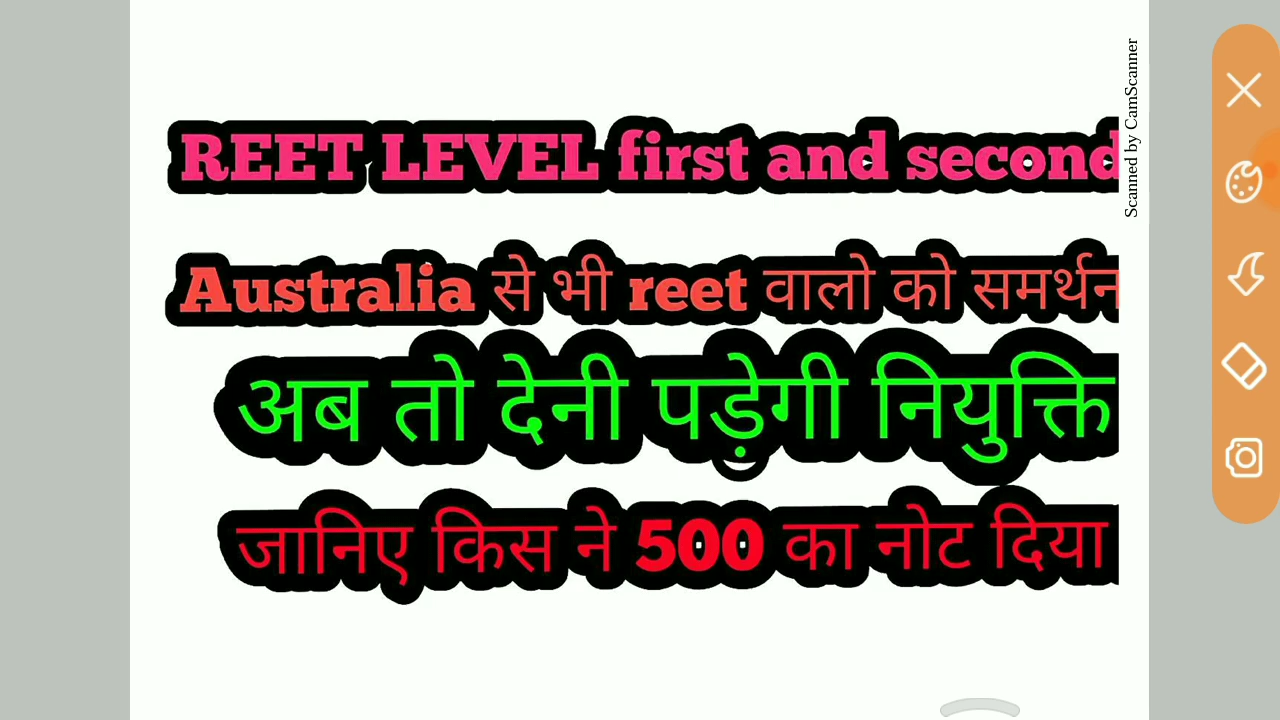 REET LEVEL first and second
Australia से भी reet वालो को समर्थन
अब तो देनी पड़ेगी नियुक्ति
जानिए किस ने 500 का नोट दिया
Scanned by CamScanner